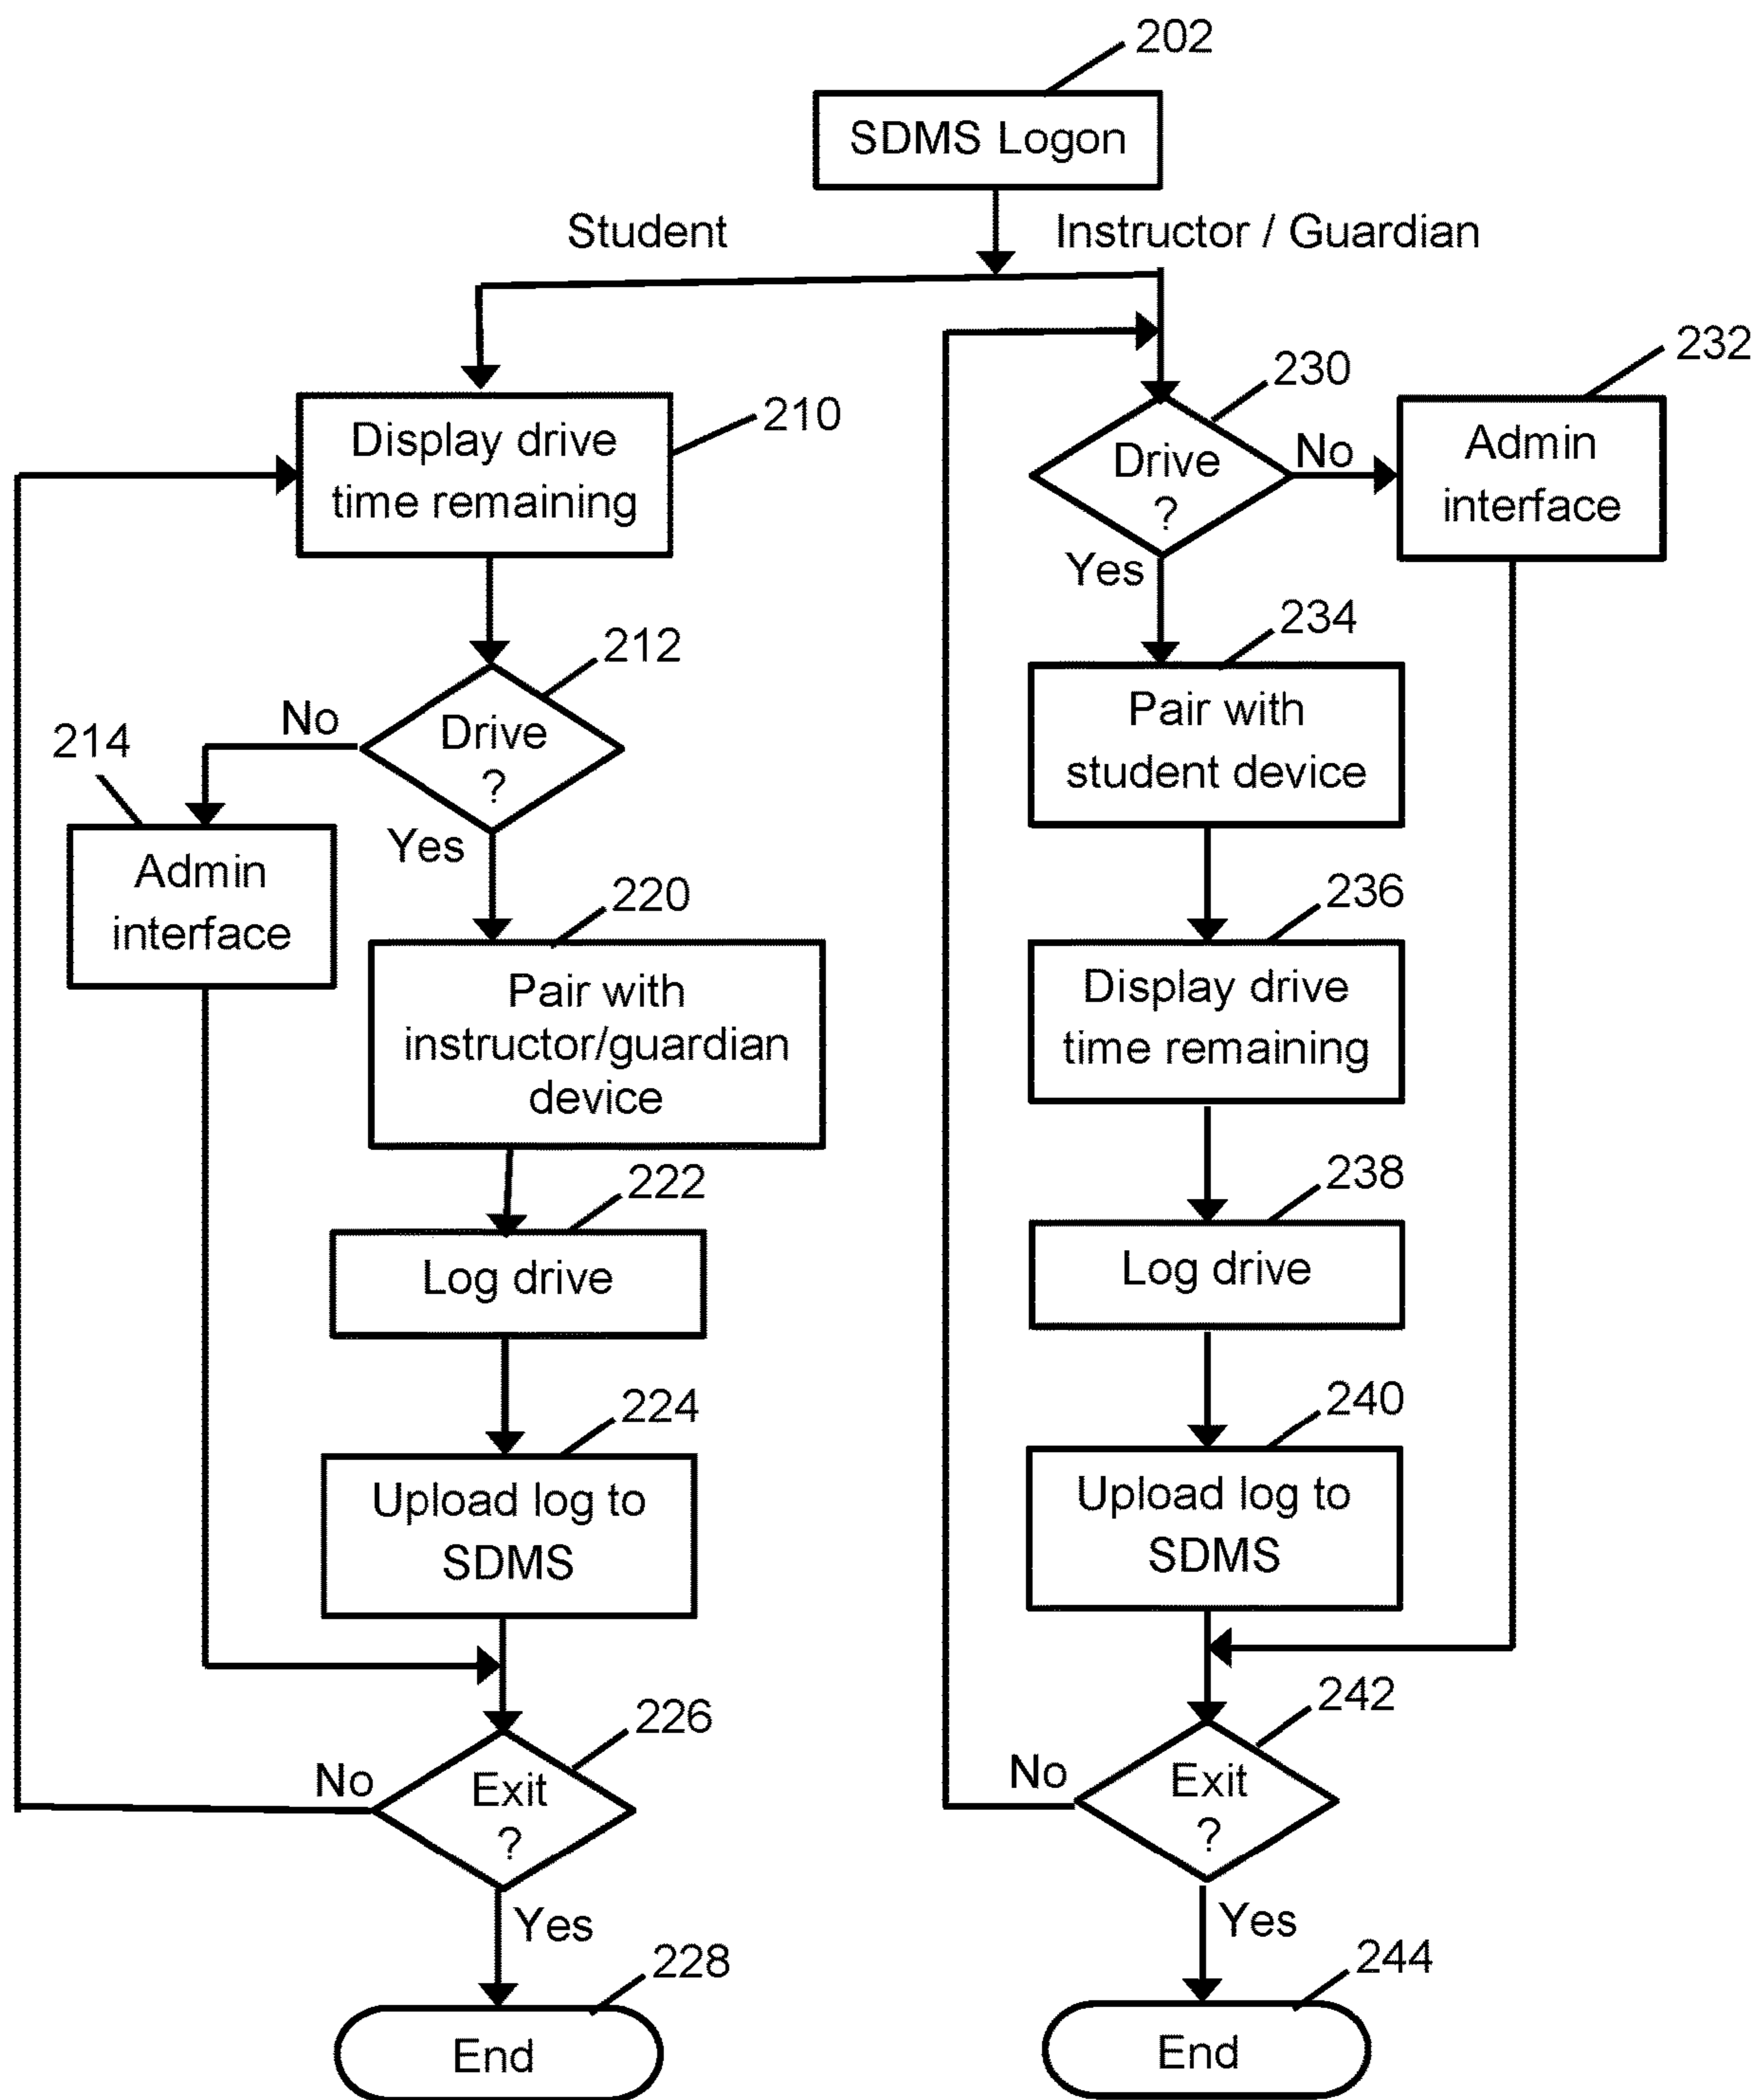 202
SDMS Logon
Student
Instructor / Guardian
210
Display drive
time remaining
212
Drive
?
No
Yes
214
Admin
interface
220
Pair with
instructor/guardian
device
222
Log drive
224
Upload log to
SDMS
226
Exit
?
No
Yes
228
End
230
Drive
?
No
Yes
232
Admin
interface
234
Pair with
student device
236
Display drive
time remaining
238
Log drive
240
Upload log to
SDMS
242
Exit
?
No
Yes
244
End